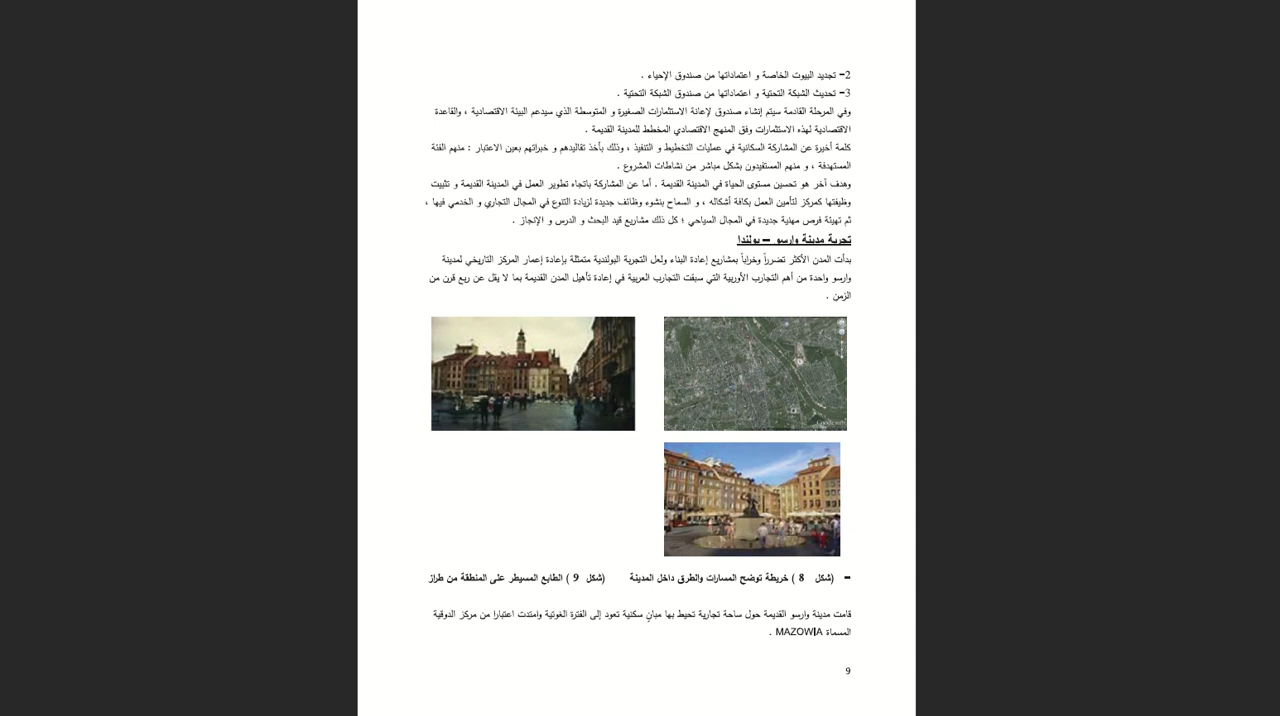 2- تجديد البيوت الخاصة و اعتماداتها من صندوق الإحياء .
3- تحديث الشبكة التحتية و اعتماداتها من صندوق الشبكة التحتية .
وفي المرحلة القادمة سيتم إنشاء صندوق لإعانة الاستثمارات الصغيرة و المتوسطة الذي سيدعم البيئة الاقتصادية ، والقاعدة
الاقتصادية لهذه الاستثمارات وفق المنهج الاقتصادي المخطط للمدينة القديمة .
كلمة أخيرة عن المشاركة السكانية في عمليات التخطيط و التنفيذ ، وذلك بأخذ تقاليدهم و خبراتهم بعين الاعتبار : منهم الفئة
المستهدفة ، و منهم المستفيدون بشكل مباشر من نشاطات المشروع .
وهدف آخر هو تحسين مستوى الحياة في المدينة القديمة . أما عن المشاركة باتجاه تطوير العمل في المدينة القديمة و تثبيت
وظيفتها كمركز لتأمين العمل بكافة أشكاله ، و السماح بنشوء وظائف جديدة لزيادة التنوع في المجال التجاري و الخدمي فيها ،
ثم تهيئة فرص مهنية جديدة في المجال السياحي ؛ كل ذلك مشاريع قيد البحث و الدرس و الإنجاز .
تجربة مدينة وارسو – بولندا
بدأت المدن الأكثر تضرراً وخراباً بمشاريع إعادة البناء ولعل التجربة البولندية متمثلة بإعادة إعمار المركز التاريخي لمدينة
وارسو واحدة من أهم التجارب الأوربية التي سبقت التجارب العربية في إعادة تأهيل المدن القديمة بما لا يقل عن ربع قرن من
الزمن .
- (شكل 8 ) خريطة توضح المسارات والطرق داخل المدينة (شكل 9 ) الطابع المسيطر على المنطقة من طراز
قامت مدينة وارسو القديمة حول ساحة تجارية تحيط بها مبانٍ سكنية تعود إلى الفترة الغوتية وامتدت اعتبارا من مركز الدوقية
المسماة MAZOWIA .
9